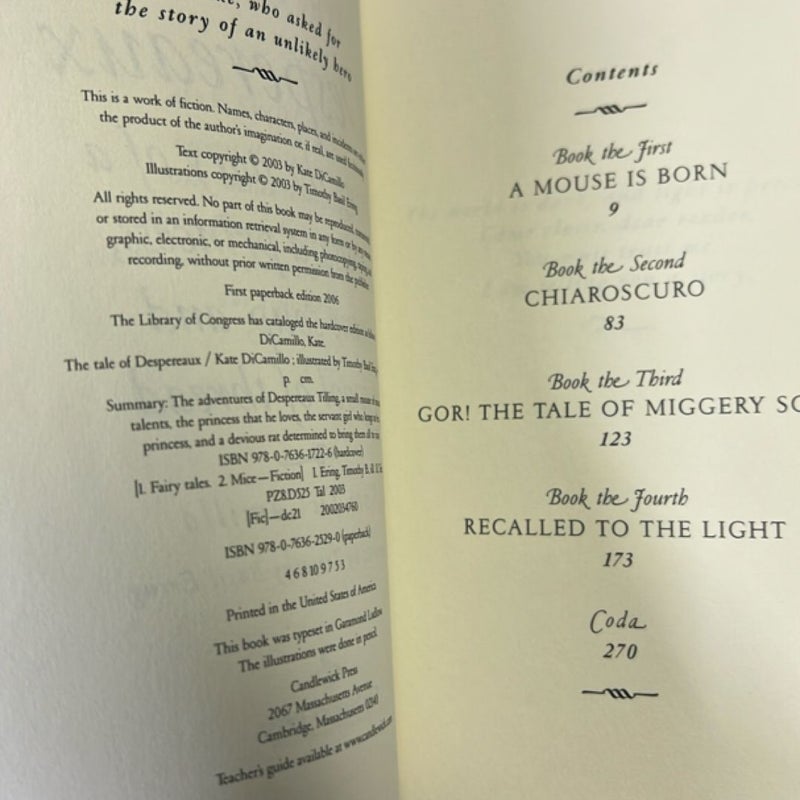 who asked for
the story of an unlikely hero
This is a work of fiction. Names, characters, places, and incidents are either
the product of the author's imagination or, if real, are used fictitiously.
Text copyright © 2003 by Kate DiCamillo
Illustrations copyright © 2003 by Timothy Basil Ering
All rights reserved. No part of this book may be reproduced,
or stored in an information retrieval system in any form or by any
graphic, electronic, or mechanical, including photocopying, taping,
recording, without prior written permission from the publisher.
First paperback edition 2006
The Library of Congress has cataloged the hardcover edition as follows:
DiCamillo, Kate.
The tale of Despereaux / Kate DiCamillo ; illustrated by Timothy Basil
p. cm.
Summary: The adventures of Despereaux Tilling, a small mouse of
talents, the princess that he loves, the servant girl who longs to be
princess, and a devious rat determined to bring them all to
ISBN 978-0-7636-1722-6 (hardcover)
[1. Fairy tales. 2. Mice—Fiction] I. Ering, Timothy B. ill.
PZ8.D525 Tal 2003
[Fic]—dc21 2002034760
ISBN 978-0-7636-2529-0 (paperback)
4 6 8 10 9 7 5 3
Printed in the United States of America
This book was typeset in Garamond Ludlow
The illustrations were done in pencil.
Candlewick Press
2067 Massachusetts Avenue
Cambridge, Massachusetts 02140
Teacher's guide available at www.candlewick.com
Contents
Book the First
A MOUSE IS BORN
9
Book the Second
CHIAROSCURO
83
Book the Third
GOR! THE TALE OF MIGGERY SO
123
Book the Fourth
RECALLED TO THE LIGHT
173
Coda
270